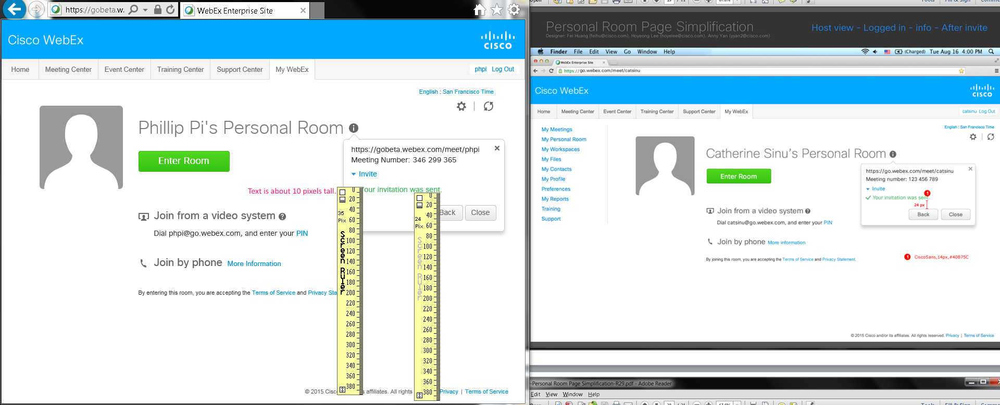 https://gobeta.w.
WebEx Enterprise Site
Cisco WebEx
CISCO
Home
Meeting Center
Event Center
Training Center
Support Center
My WebEx
phpi
Log Out
English : San Francisco Time
Phillip Pi's Personal Room
Enter Room
https://gobeta.webex.com/meet/phpi
Meeting Number: 346 299 365
Invite
Text is about 10 pixels tall.
our invitation was sent.
Back
Close
Join from a video system
Dial phpi@go.webex.com, and enter your PIN
Join by phone More Information
By entering this room, you are accepting the Terms of Service and Privacy Sta
0
20
35
40
Pix
60
80
100
120
140
160
180
200
220
240
260
280
300
320
340
360
380
Screen Ruler
0
20
24
40
Pix
60
80
100
120
140
160
180
200
220
240
260
280
300
320
340
360
380
Screen Ruler
© 2015 Cisc
s affiliates. All rights
Privacy | Terms of Service
Tools
Personal Room Page Simplification
Designer: Fei Huang (feihu@cisco.com), Hoyeong Lee (hoyelee@cisco.com), Anny Yan (yyan2@cisco.com)
Host view - Logged in - info - After invite
Finder File Edit View Go Window Help
(Charged) Tue Aug 16 4:00 PM
WebEx Enterprise Site
https://go.webex.com/meet/catsinu
Cisco WebEx
CISCO
Home
Meeting Center
Event Center
Training Center
Support Center
My WebEx
catsinu Log Out
English : San Francisco Time
My Meetings
My Personal Room
My Workspaces
My Files
My Contacts
My Profile
Preferences
My Reports
Training
Support
Catherine Sinu's Personal Room
Enter Room
https://go.webex.com/meet/catsinu
Meeting number: 123 456 789
Invite
1
Your invitation was sent.
24 px
Back
Close
Join from a video system
Dial catsinu@go.webex.com, and enter your PIN
Join by phone More information
By joining this room, you are accepting the Terms of Service and Privacy Statement.
1 CiscoSans,14px,#40B75C
© 2015 Cisco and/or its affiliates. All rights reserved. Privacy | Terms of Service
-Personal Room Page Simplification-R29.pdf - Adobe Reader
Edit View Window Help